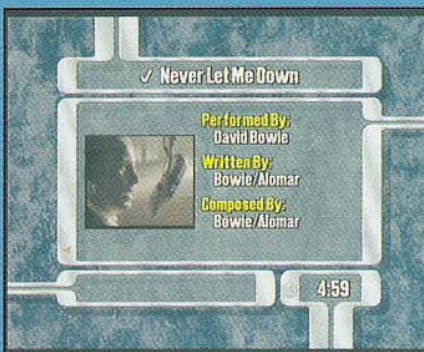 ✓ Never Let Me Down
Performed By:
David Bowie
Written By:
Bowie/Alomar
Composed By:
Bowie/Alomar
4:59